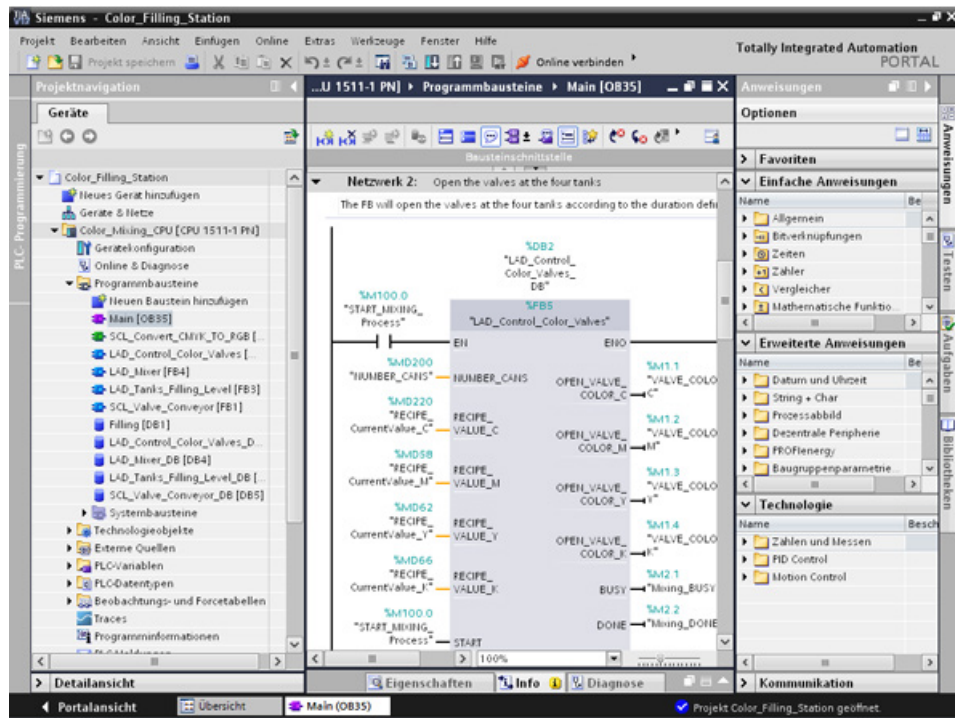 Siemens - Color_Filling_Station
Projekt Bearbeiten Ansicht Einfügen Online Extras Werkzeuge Fenster Hilfe
Totally Integrated Automation
PORTAL
Projekt speichern
Online verbinden
Projektnavigation
...U 1511-1 PN] ▸ Programmbausteine ▸ Main [OB35]
Anweisungen
Geräte
Optionen
PLC-Programmierung
Color_Filling_Station
Neues Gerät hinzufügen
Geräte & Netze
Color_Mixing_CPU [CPU 1511-1 PN]
Gerätekonfiguration
Online & Diagnose
Programmbausteine
Neuen Baustein hinzufügen
Main [OB35]
SCL_Convert_CMYK_TO_RGB [...
LAD_Control_Color_Valves [...
LAD_Mixer [FB4]
LAD_Tanks_Filling_Level [FB3]
SCL_Valve_Conveyor [FB1]
Filling [DB1]
LAD_Control_Color_Valves_D...
LAD_Mixer_DB [DB4]
LAD_Tanks_Filling_Level_DB [...
SCL_Valve_Conveyor_DB [DB5]
Systembausteine
Technologieobjekte
Externe Quellen
PLC-Variablen
PLC-Datentypen
Beobachtungs- und Forcetabellen
Traces
Programminformationen
Detailansicht
Bausteinschnittstelle
Netzwerk 2: Open the valves at the four tanks
The FB will open the valves at the four tanks according to the duration defi
%DB2
"LAD_Control_
Color_Valves_
DB"
%M100.0
"START_MIXING_
Process"
%FB5
"LAD_Control_Color_Valves"
EN ENO
%MD200
"NUMBER_CANS" NUMBER_CANS
%MD220
"RECIPE_
CurrentValue_C" RECIPE_
VALUE_C
%MD58
"RECIPE_
CurrentValue_M" RECIPE_
VALUE_M
%MD62
"RECIPE_
CurrentValue_Y" RECIPE_
VALUE_Y
%MD66
"RECIPE_
CurrentValue_K" RECIPE_
VALUE_K
%M100.0
"START_MIXING_
Process" START
OPEN_VALVE_
COLOR_C
%M1.1
"VALVE_COLO
C"
OPEN_VALVE_
COLOR_M
%M1.2
"VALVE_COLO
M"
OPEN_VALVE_
COLOR_Y
%M1.3
"VALVE_COLO
Y"
OPEN_VALVE_
COLOR_K
%M1.4
"VALVE_COLO
K"
BUSY
%M2.1
"Mixing_BUSY
DONE
%M2.2
"Mixing_DONE
100%
Eigenschaften Info Diagnose
Favoriten
Einfache Anweisungen
Name Be
Allgemein
Bitverknüpfungen
Zeiten
Zähler
Vergleicher
Mathematische Funktio...
Erweiterte Anweisungen
Name Be
Datum und Uhrzeit
String + Char
Prozessabbild
Dezentrale Peripherie
PROFIenergy
Baugruppenparametrie...
Technologie
Name Besch
Zählen und Messen
PID Control
Motion Control
Kommunikation
Anweisungen
Testen
Aufgaben
Bibliotheken
Portalansicht Übersicht Main (OB35)
Projekt Color_Filling_Station geöffnet.